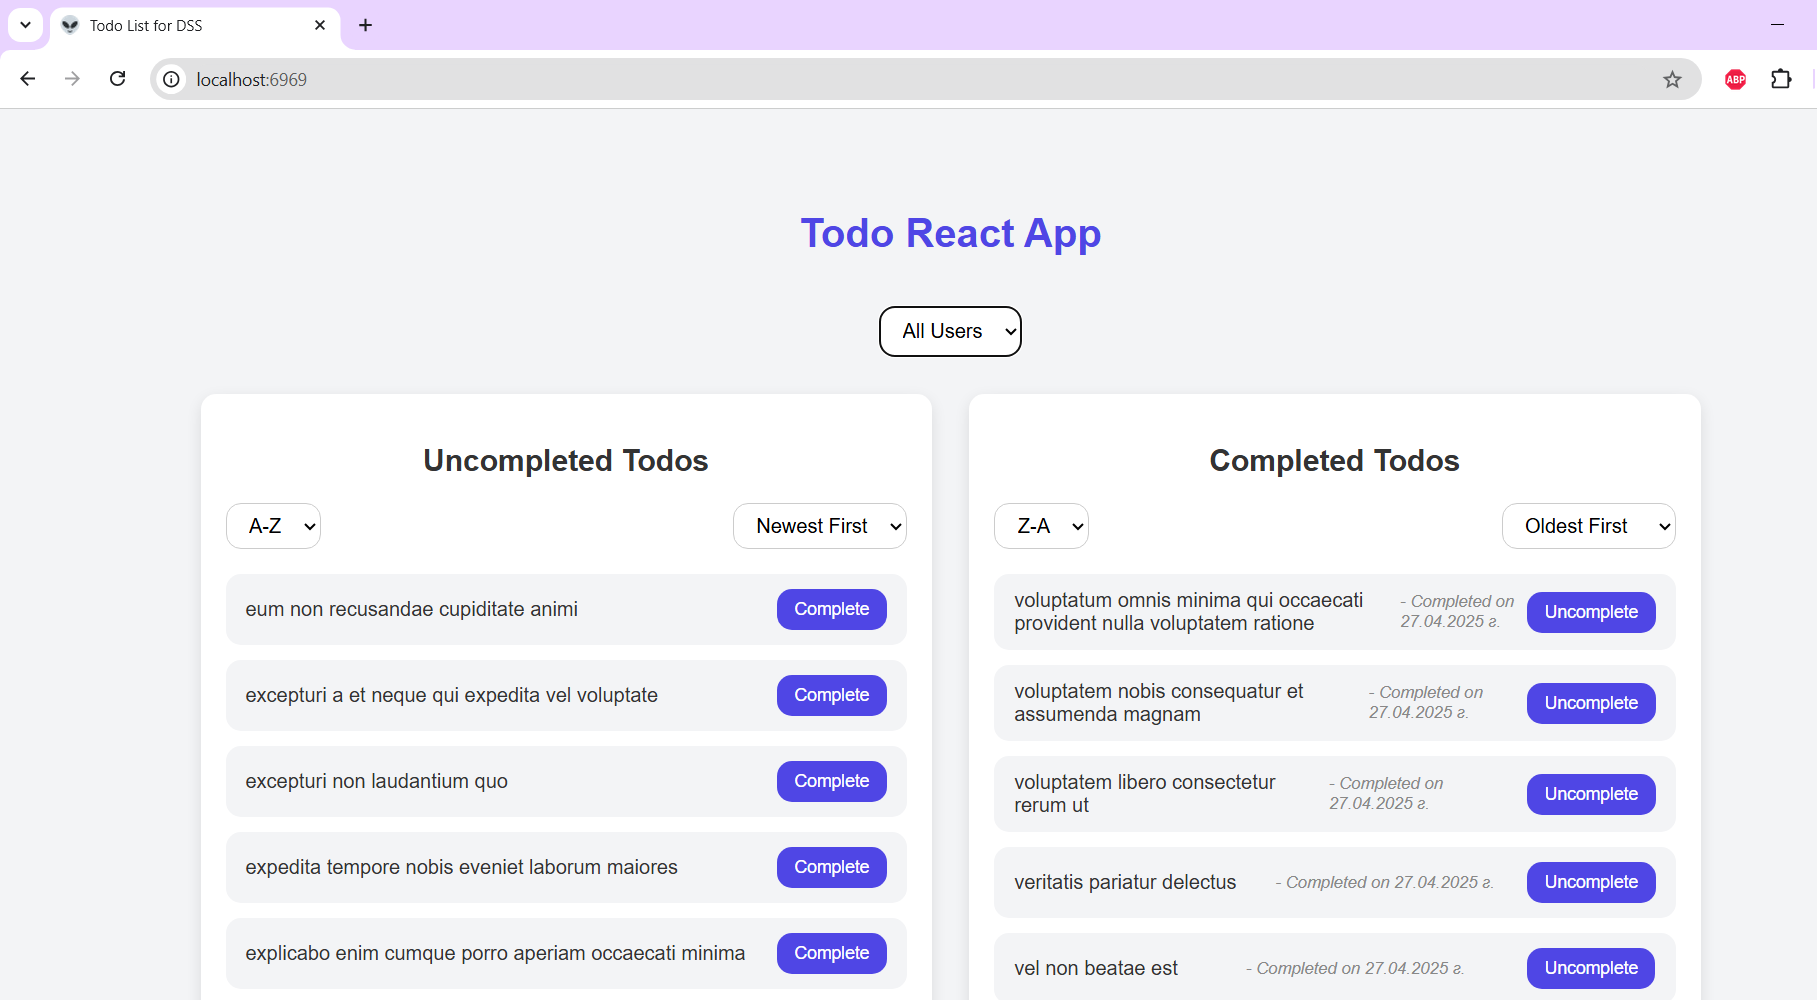 Todo List for DSS
localhost:6969
ABP
Todo React App
All Users
Uncompleted Todos
A-Z
Newest First
eum non recusandae cupiditate animi
Complete
excepturi a et neque qui expedita vel voluptate
Complete
excepturi non laudantium quo
Complete
expedita tempore nobis eveniet laborum maiores
Complete
explicabo enim cumque porro aperiam occaecati minima
Complete
Completed Todos
Z-A
Oldest First
voluptatum omnis minima qui occaecati
provident nulla voluptatem ratione
- Completed on
27.04.2025 г.
Uncomplete
voluptatem nobis consequatur et
assumenda magnam
- Completed on
27.04.2025 г.
Uncomplete
voluptatem libero consectetur
rerum ut
- Completed on
27.04.2025 г.
Uncomplete
veritatis pariatur delectus
- Completed on 27.04.2025 г.
Uncomplete
vel non beatae est
- Completed on 27.04.2025 г.
Uncomplete